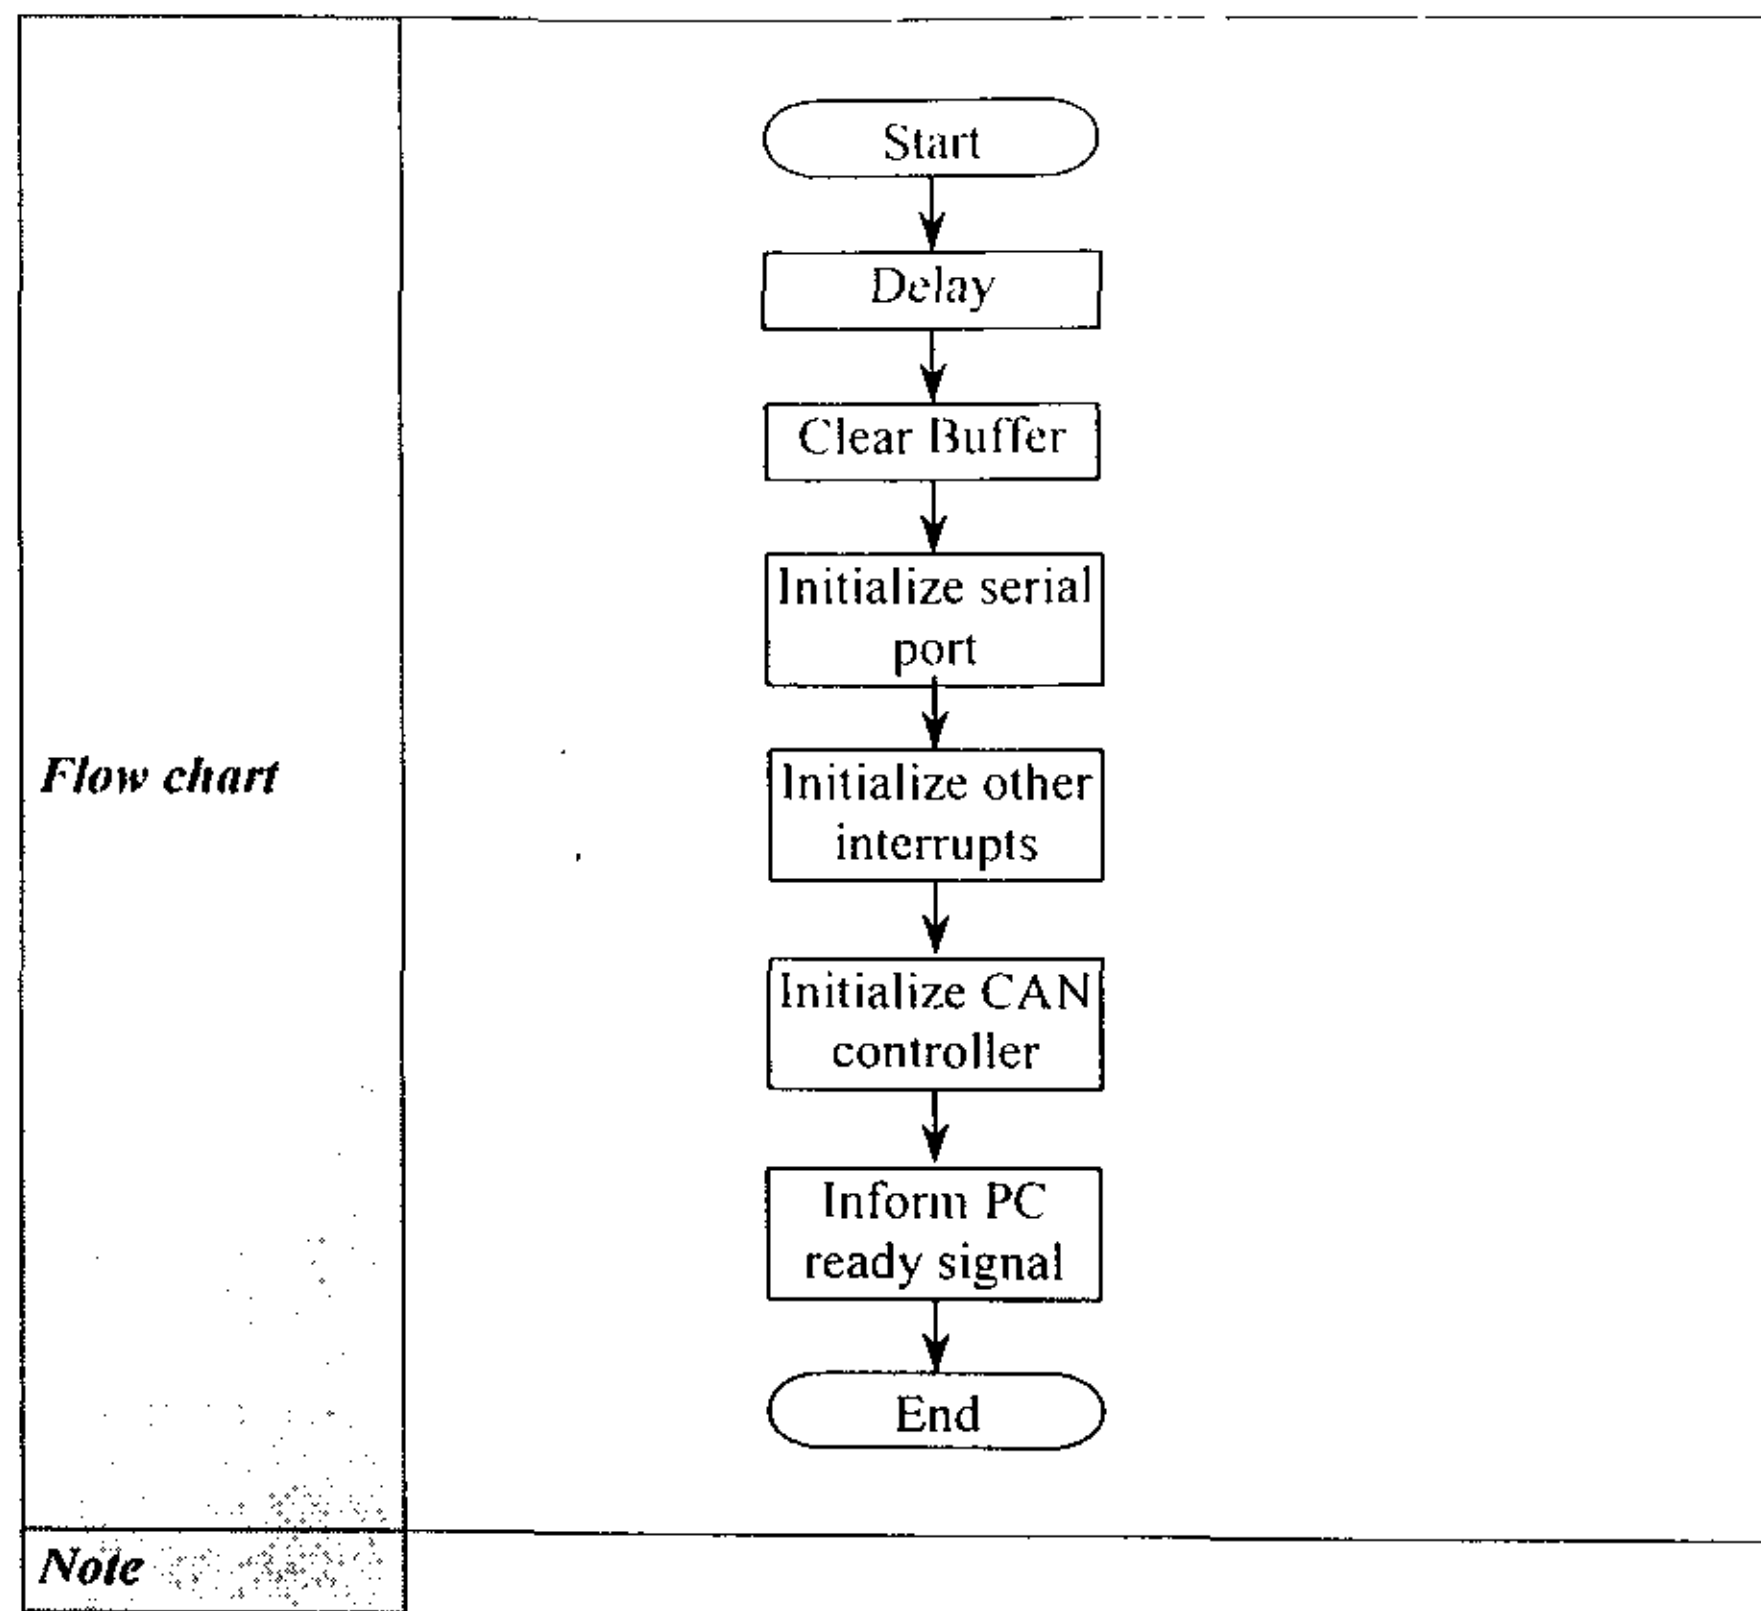 Start
Delay
Clear Buffer
Initialize serial
port
Flow chart
Initialize other
interrupts
Initialize CAN
controller
Inform PC
ready signal
End
Note